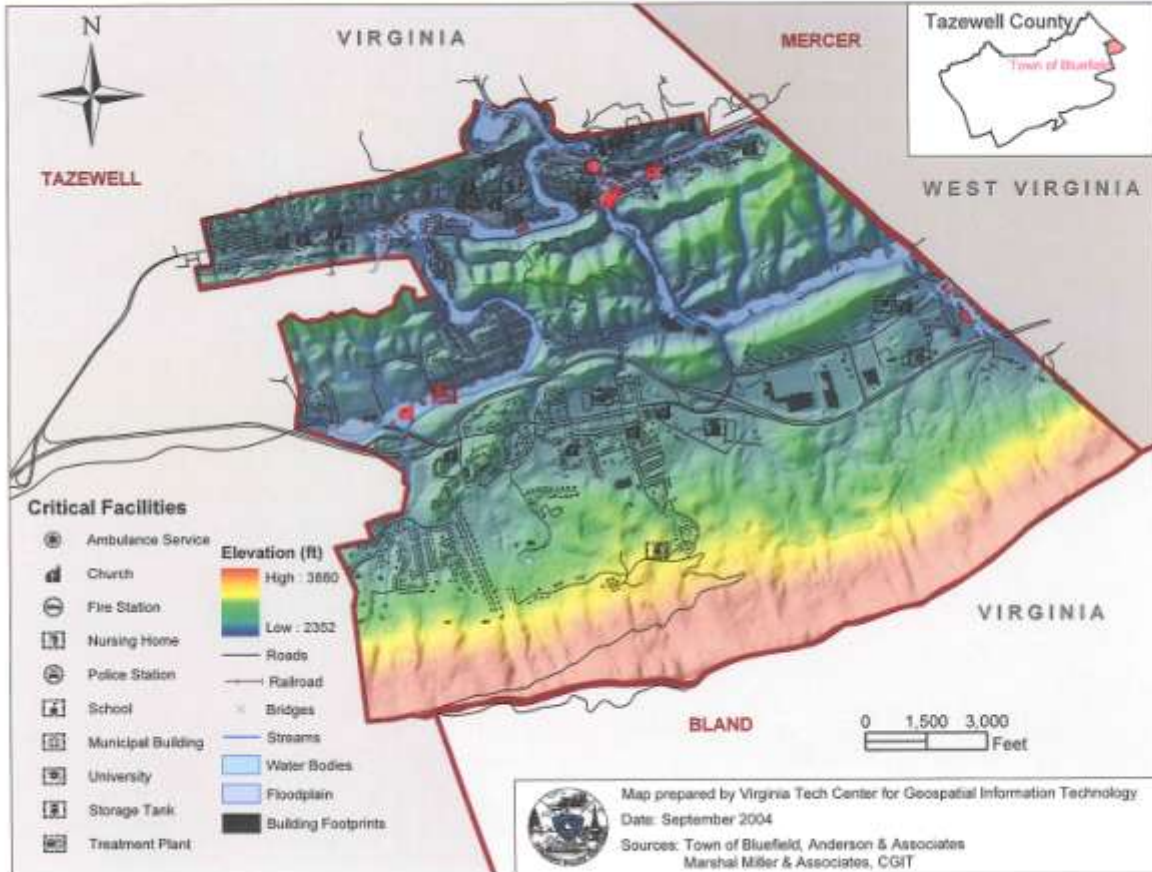 N
VIRGINIA
MERCER
Tazewell County
Town of Bluefield
TAZEWELL
WEST VIRGINIA
Critical Facilities
Ambulance Service
Church
Fire Station
Nursing Home
Police Station
School
Municipal Building
University
Storage Tank
Treatment Plant
Elevation (ft)
High : 3880
Low : 2352
Roads
Railroad
Bridges
Streams
Water Bodies
Floodplain
Building Footprints
VIRGINIA
BLAND
0 1,500 3,000
Feet
Map prepared by Virginia Tech Center for Geospatial Information Technology
Date: September 2004
Sources: Town of Bluefield, Anderson & Associates
Marshal Miller & Associates, CGIT